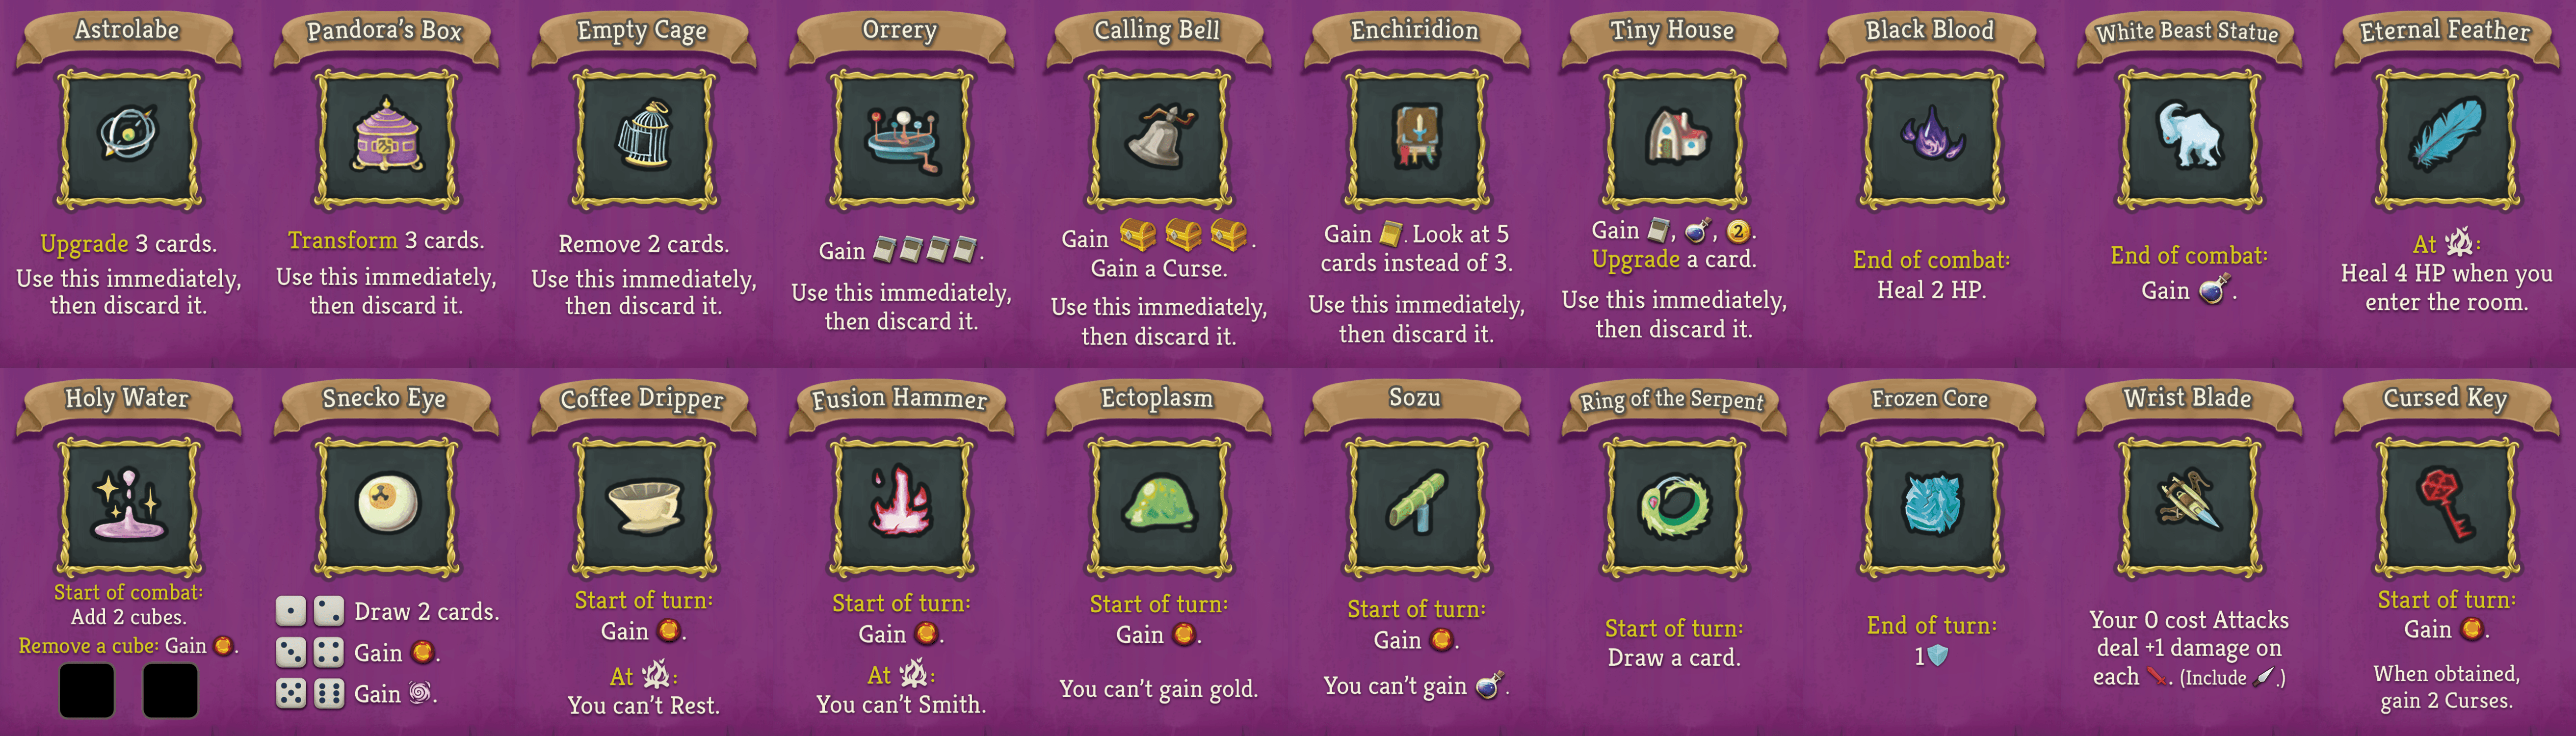 Astrolabe
Upgrade 3 cards.
Use this immediately,
then discard it.
Pandora's Box
Transform 3 cards.
Use this immediately,
then discard it.
Empty Cage
Remove 2 cards.
Use this immediately,
then discard it.
Orrery
Gain .
Use this immediately,
then discard it.
Calling Bell
Gain .
Gain a Curse.
Use this immediately,
then discard it.
Enchiridion
Gain . Look at 5
cards instead of 3.
Use this immediately,
then discard it.
Tiny House
Gain , , 2.
Upgrade a card.
Use this immediately,
then discard it.
Black Blood
End of combat:
Heal 2 HP.
White Beast Statue
End of combat:
Gain .
Eternal Feather
At :
Heal 4 HP when you
enter the room.
Holy Water
Start of combat:
Add 2 cubes.
Remove a cube: Gain .
Snecko Eye
Draw 2 cards.
Gain .
Gain .
Coffee Dripper
Start of turn:
Gain .
At :
You can't Rest.
Fusion Hammer
Start of turn:
Gain .
At :
You can't Smith.
Ectoplasm
Start of turn:
Gain .
You can't gain gold.
Sozu
Start of turn:
Gain .
You can't gain .
Ring of the Serpent
Start of turn:
Draw a card.
Frozen Core
End of turn:
1
Wrist Blade
Your 0 cost Attacks
deal +1 damage on
each . (Include .)
Cursed Key
Start of turn:
Gain .
When obtained,
gain 2 Curses.